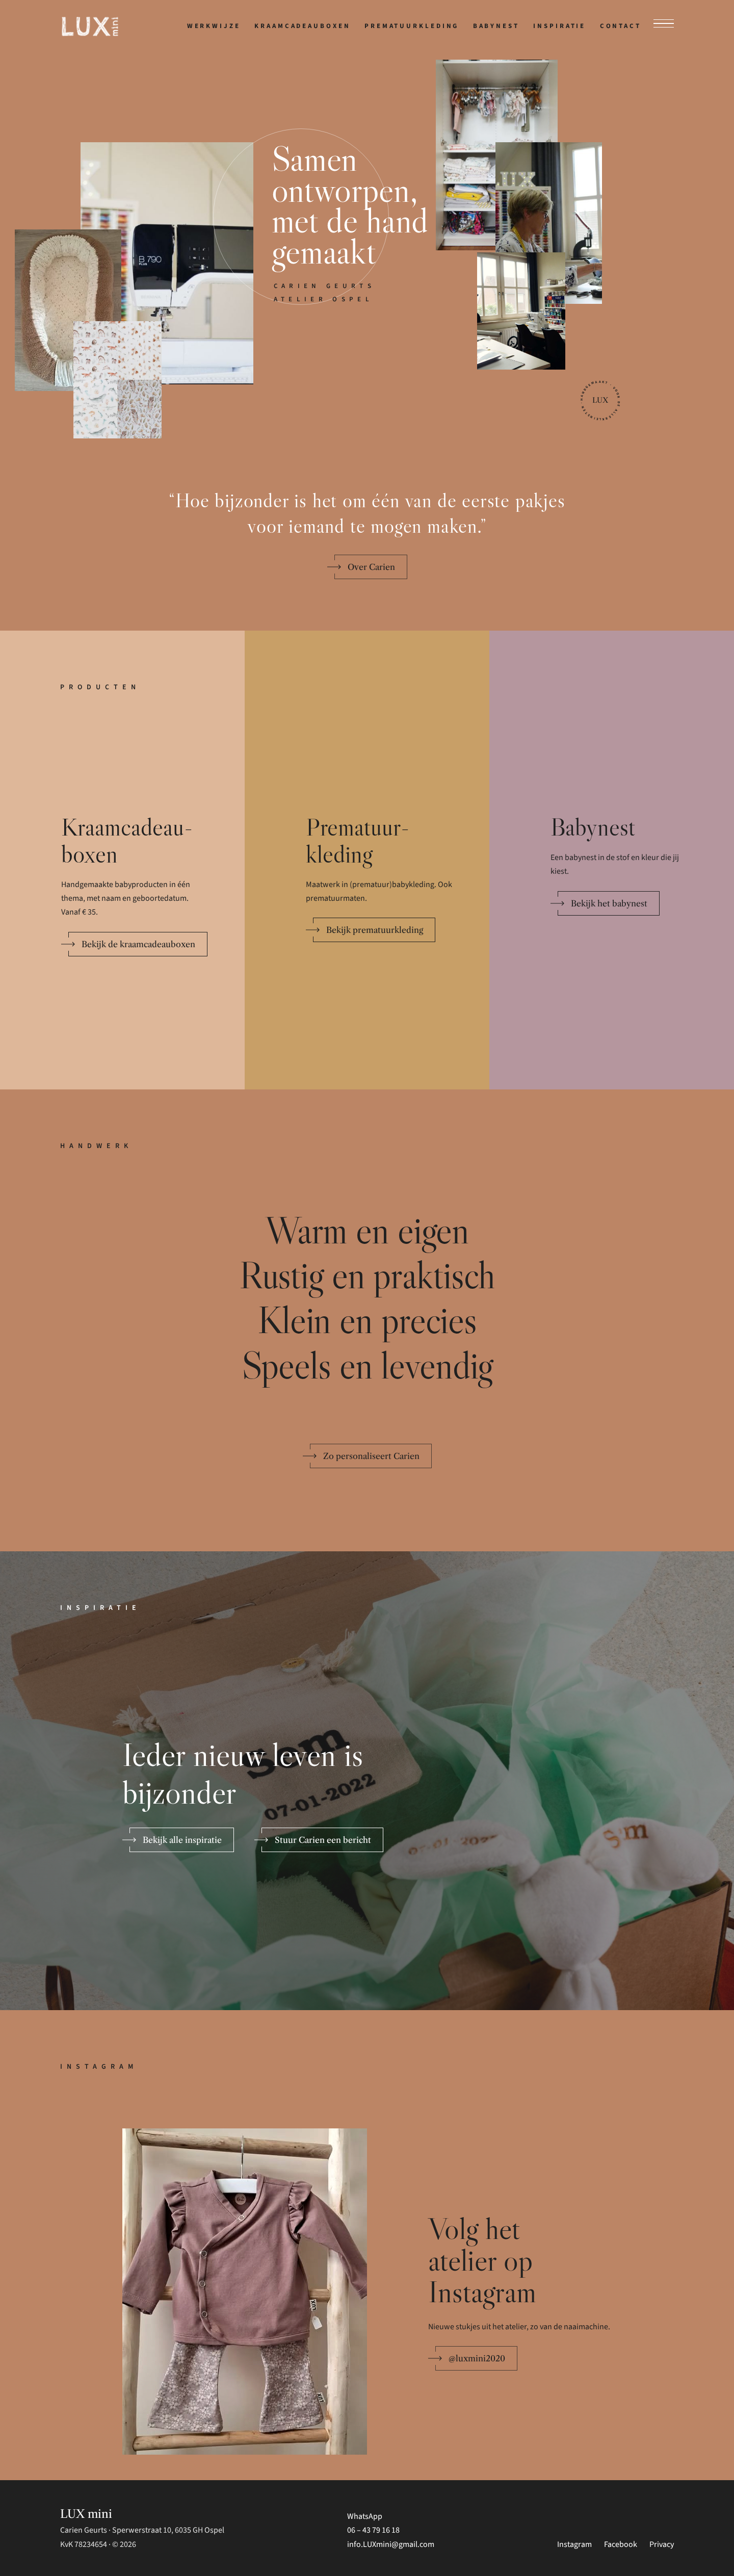 LUX mini
WERKWIJZE KRAAMCADEAUBOXEN PREMATUURKLEDING BABYNEST INSPIRATIE CONTACT
Samen
ontworpen,
met de hand
gemaakt
CARIEN GEURTS
ATELIER OSPEL
B 790
LUX
LUX
“Hoe bijzonder is het om één van de eerste pakjes
voor iemand te mogen maken.”
Over Carien
PRODUCTEN
Kraamcadeau-
boxen
Handgemaakte babyproducten in één
thema, met naam en geboortedatum.
Vanaf € 35.
Bekijk de kraamcadeauboxen
Prematuur-
kleding
Maatwerk in (prematuur)babykleding. Ook
prematuurmaten.
Bekijk prematuurkleding
Babynest
Een babynest in de stof en kleur die jij
kiest.
Bekijk het babynest
HANDWERK
Warm en eigen
Rustig en praktisch
Klein en precies
Speels en levendig
Zo personaliseert Carien
INSPIRATIE
Sem
07-01-2022
Ieder nieuw leven is
bijzonder
Bekijk alle inspiratie
Stuur Carien een bericht
07-01-2022
INSTAGRAM
Volg het
atelier op
Instagram
Nieuwe stukjes uit het atelier, zo van de naaimachine.
@luxmini2020
LUX mini
Carien Geurts · Sperwerstraat 10, 6035 GH Ospel
KvK 78234654 · © 2026
WhatsApp
06 – 43 79 16 18
info.LUXmini@gmail.com
Instagram Facebook Privacy